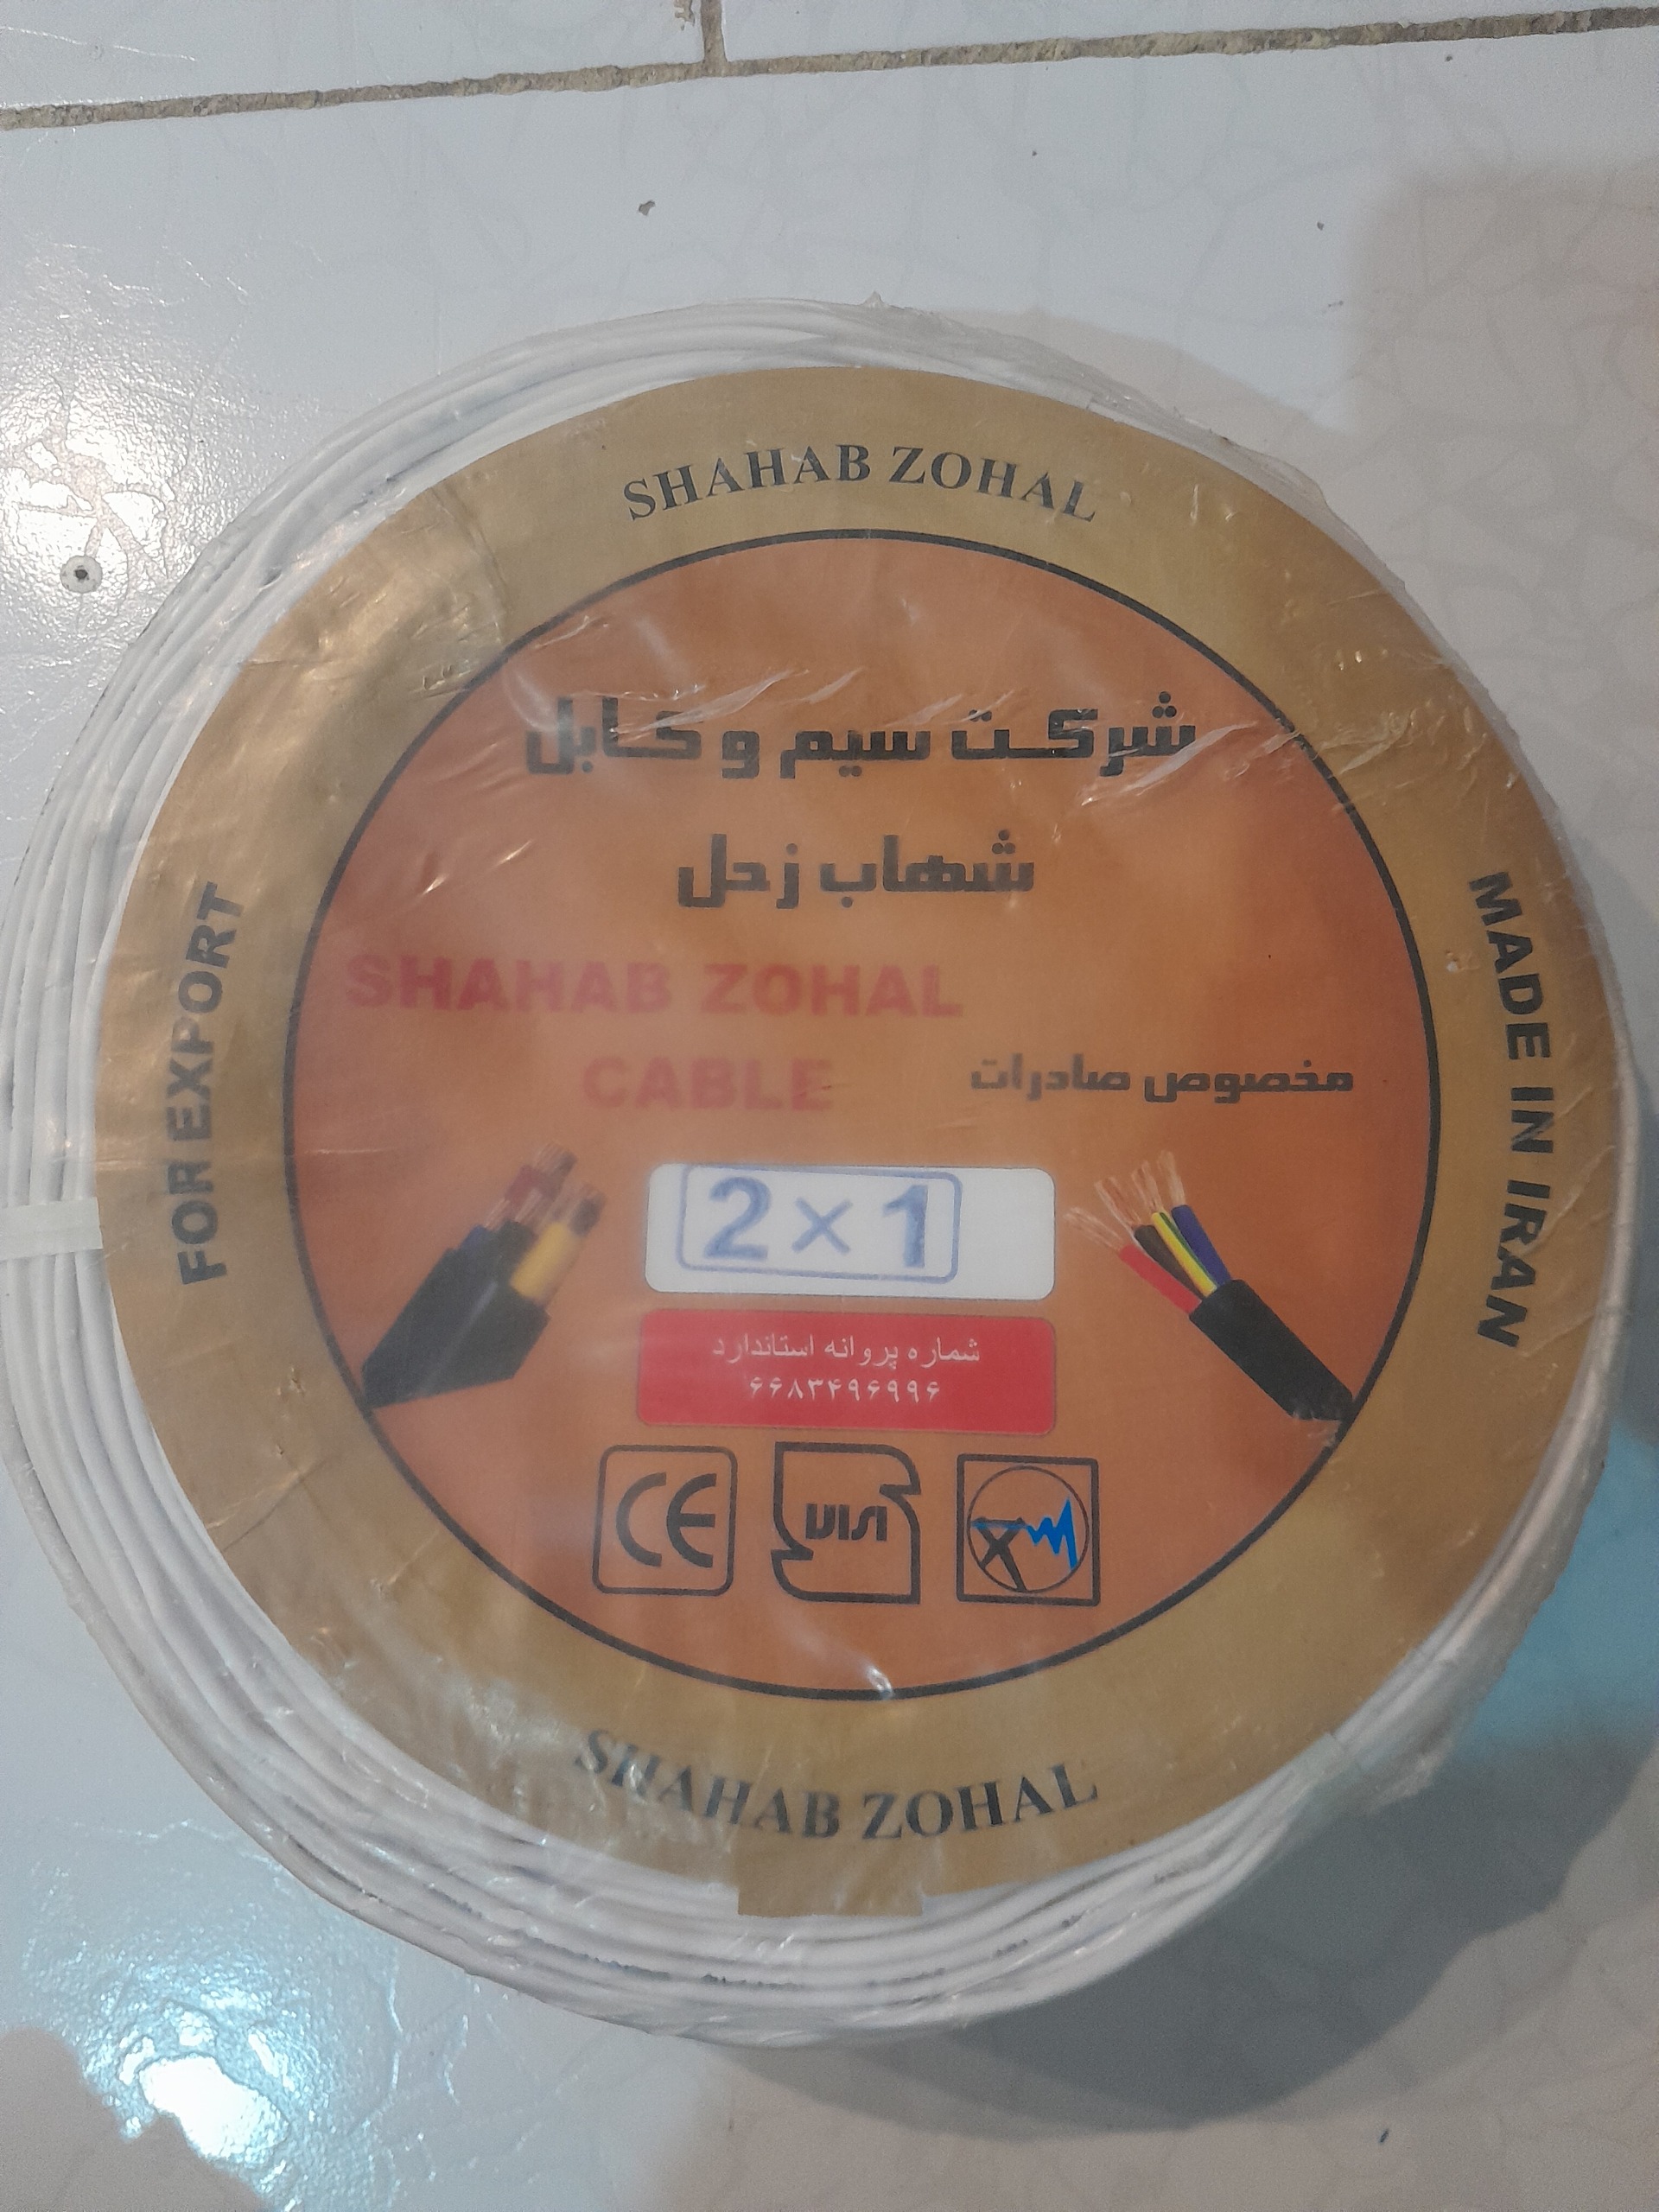 SHAHAB ZOHAL
شرکت سیم و کابل
شهاب زحل
SHAHAB ZOHAL
CABLE
مخصوص صادرات
FOR EXPORT
MADE IN IRAN
2×1
شماره پروانه استاندارد
۶۶۸۳۴۹۶۹۹۶
CE
SHAHAB ZOHAL